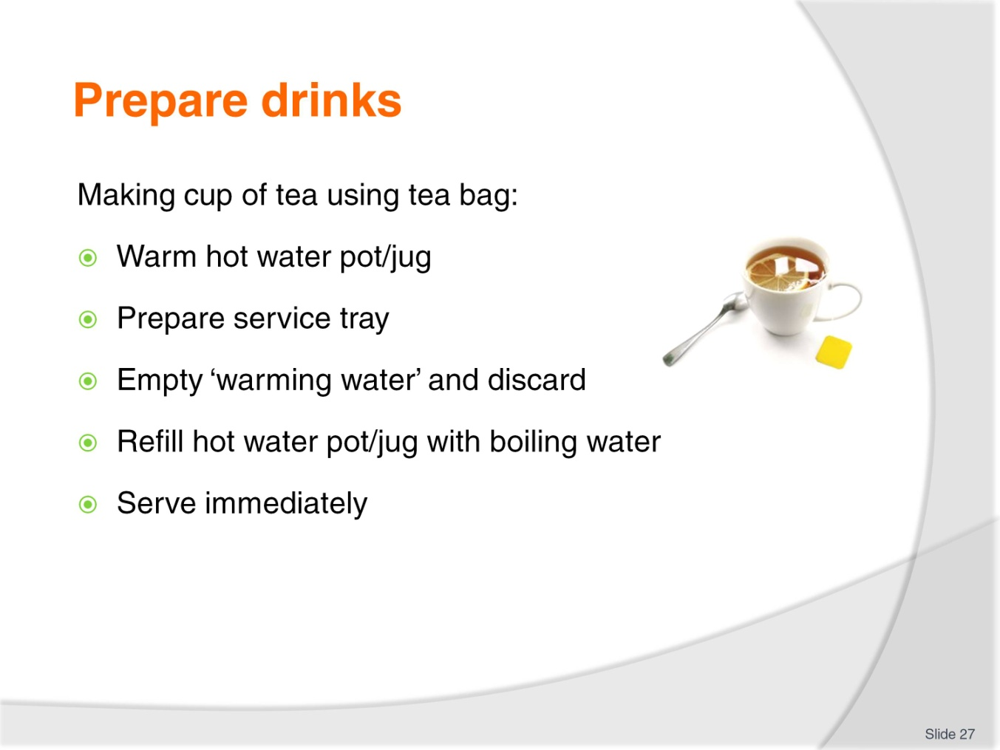 Prepare drinks
Making cup of tea using tea bag:
Warm hot water pot/jug
Prepare service tray
Empty ‘warming water’ and discard
Refill hot water pot/jug with boiling water
Serve immediately
Slide 27